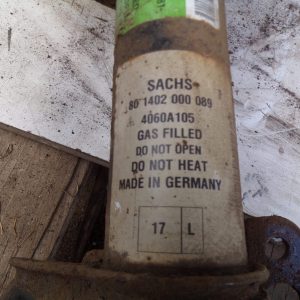 SACHS
80 1402 000 089
4060A105
GAS FILLED
DO NOT OPEN
DO NOT HEAT
MADE IN GERMANY
17 L